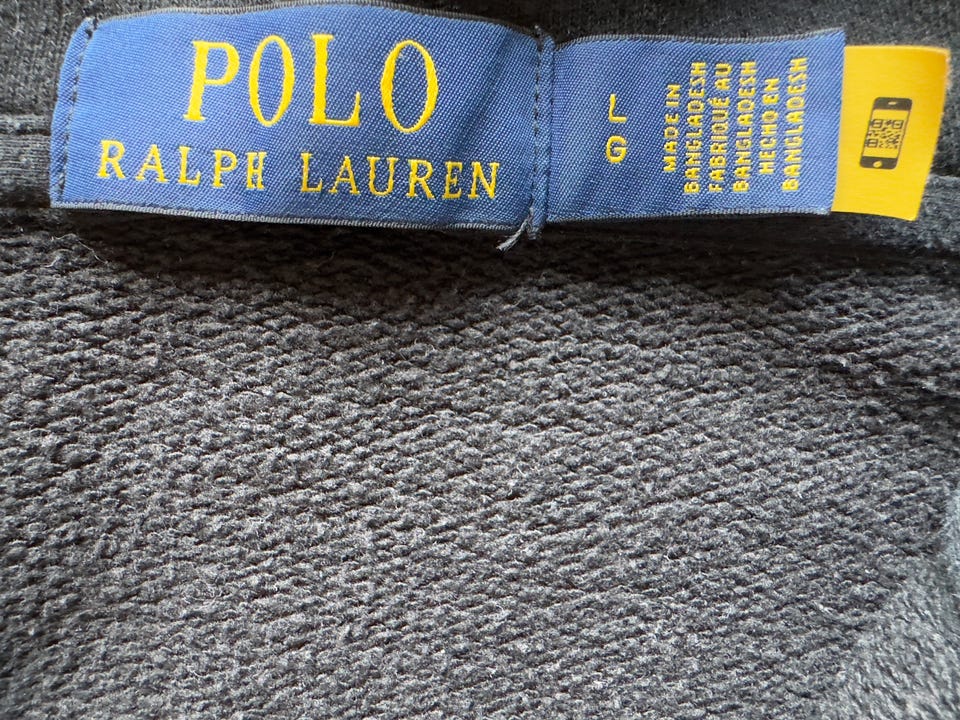 POLO
RALPH LAUREN
L
G
MADE IN
BANGLADESH
FABRIQUÉ AU
BANGLADESH
HECHO EN
BANGLADESH